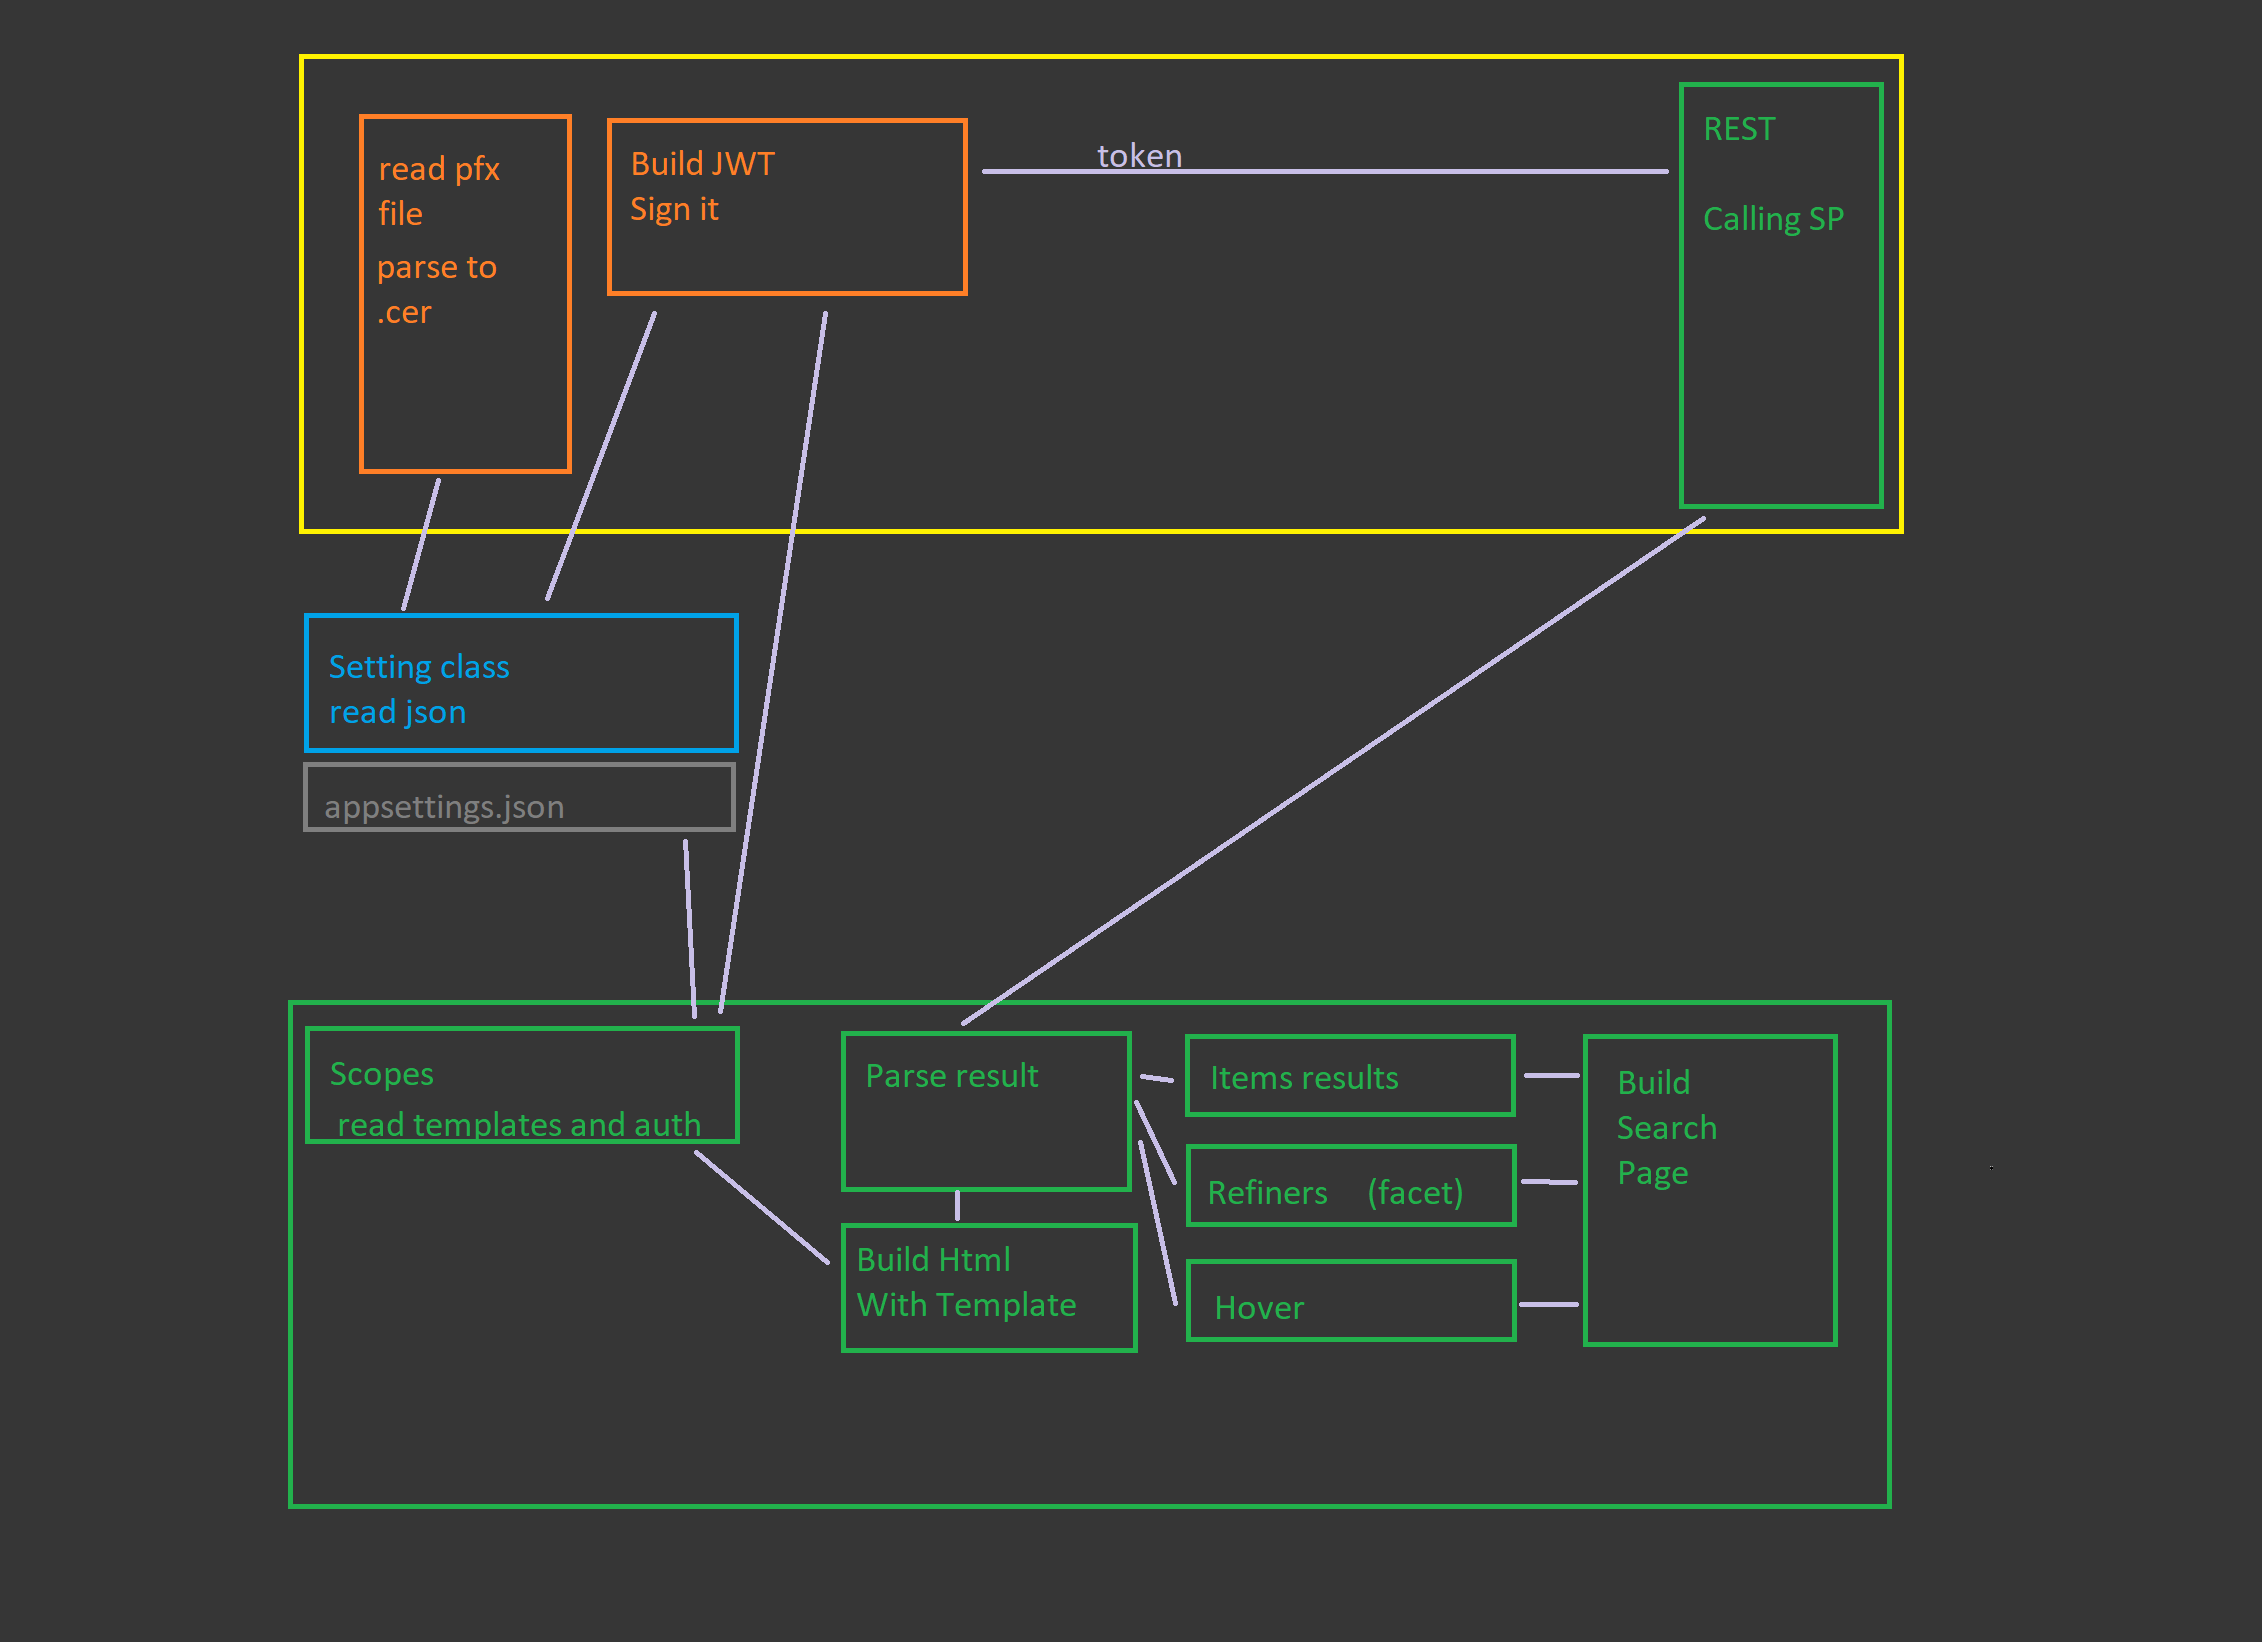 read pfx
file
parse to
.cer
Build JWT
Sign it
token
REST
Calling SP
Setting class
read json
appsettings.json
Scopes
read templates and auth
Parse result
Build Html
With Template
Items results
Refiners (facet)
Hover
Build
Search
Page